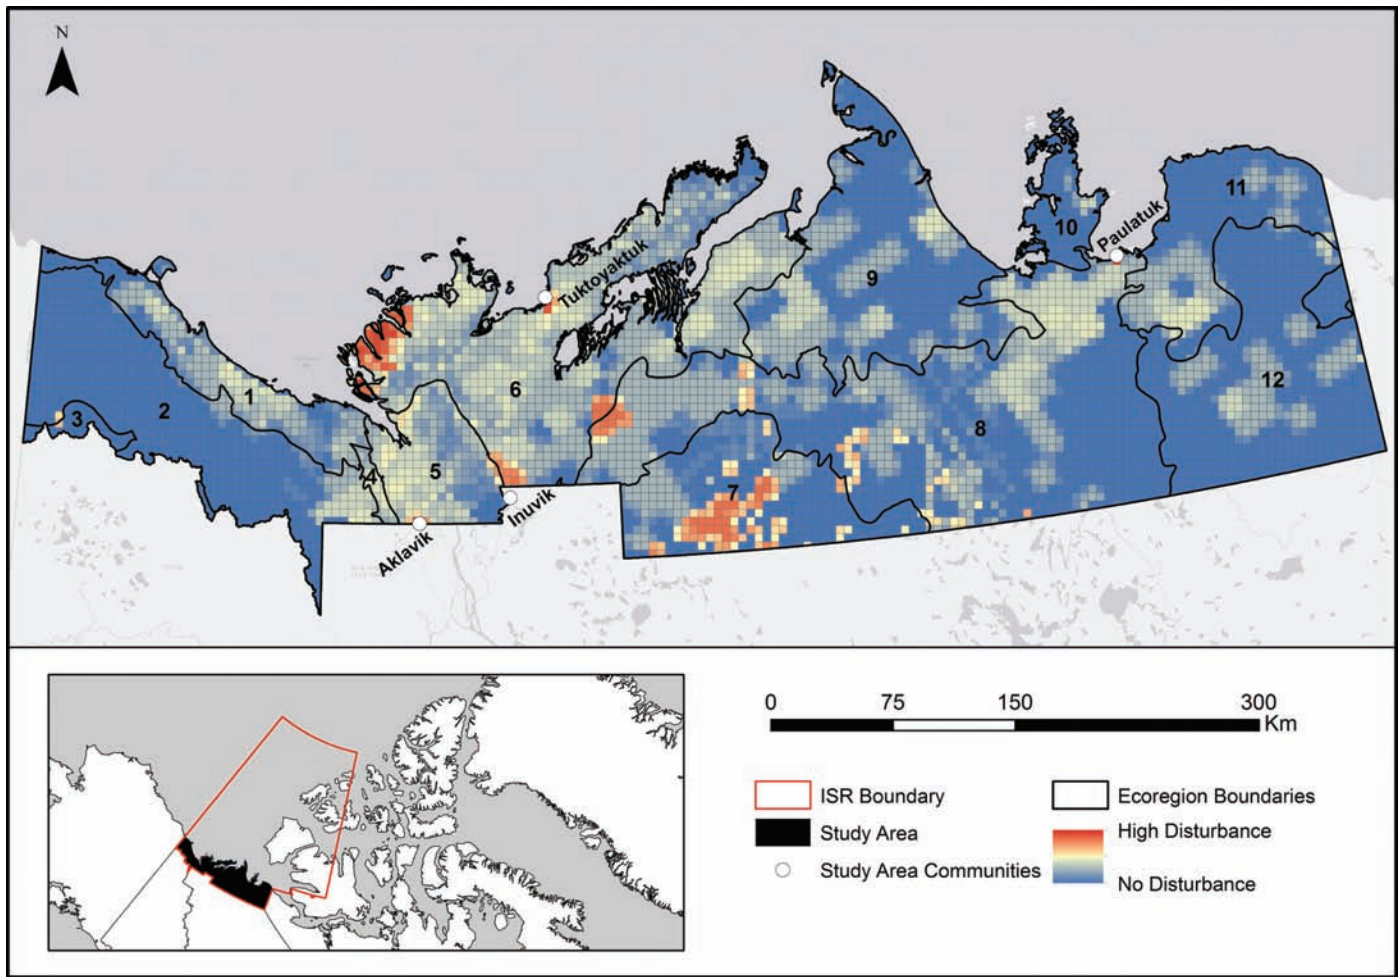 N
Tuktoyaktuk
Paulatuk
Inuvik
Aklavik
1
2
3
4
5
6
7
8
9
10
11
12
0 75 150 300
Km
ISR Boundary
Study Area
Study Area Communities
Ecoregion Boundaries
High Disturbance
No Disturbance